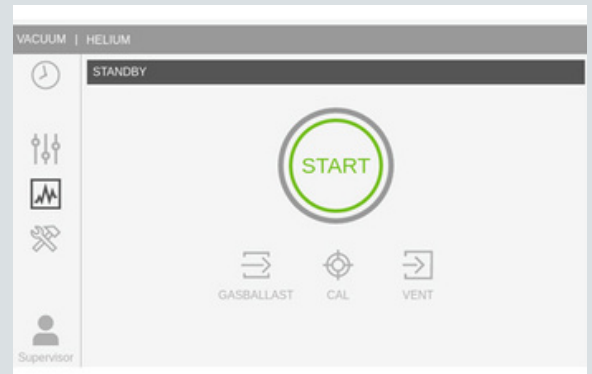 VACUUM | HELIUM
STANDBY
START
GASBALLAST CAL VENT
Supervisor